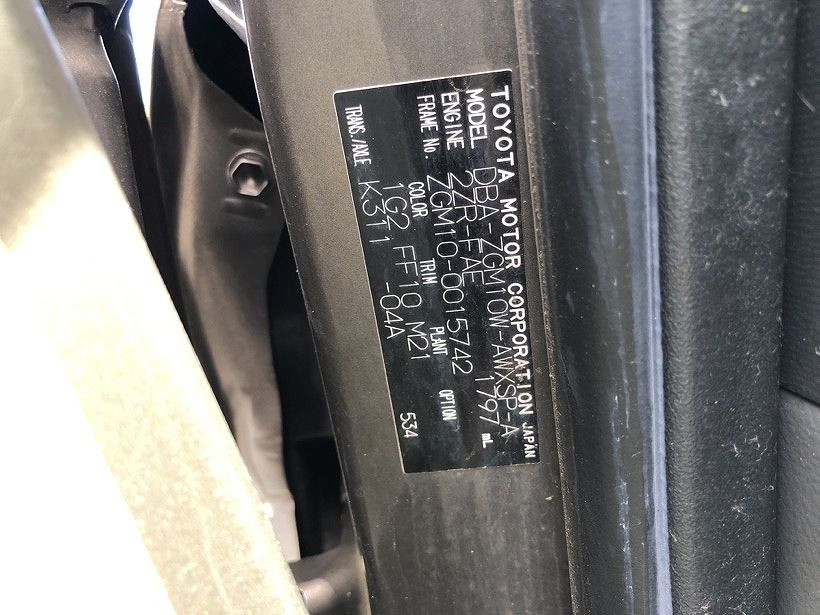 TOYOTA MOTOR CORPORATION JAPAN
MODEL DBA-ZGM10W-AWXSP-A
ENGINE 2ZR-FAE 1797 mL
FRAME No. ZGM10-0015742
COLOR TRIM PLANT OPTION
1G2 FF10 M21
TRANS./AXLE K311 -04A 534